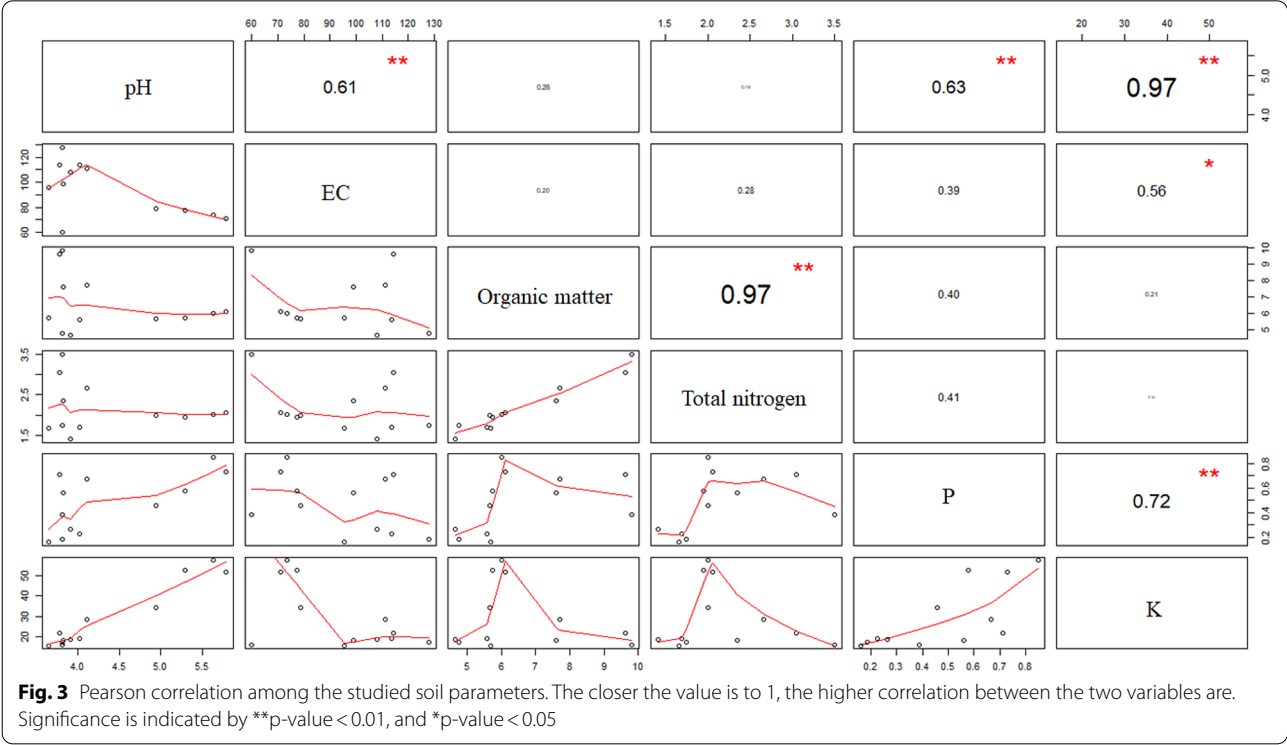 60 70 80 90 100 110 120 130 1.5 2.0 2.5 3.0 3.5 20 30 40 50
pH 0.61 ** 0.28 0.63 ** 0.97 ** 4.0 5.0
60 80 100 120 EC 0.20 0.28 0.39 0.56 *
Organic matter 0.97 ** 0.40 0.21 5 6 7 8 9 10
1.5 2.5 3.5 Total nitrogen 0.41
P 0.72 ** 0.2 0.4 0.6 0.8
20 30 40 50 K
4.0 4.5 5.0 5.5 5 6 7 8 9 10 0.2 0.3 0.4 0.5 0.6 0.7 0.8
Fig. 3 Pearson correlation among the studied soil parameters. The closer the value is to 1, the higher correlation between the two variables are.
Significance is indicated by **p-value < 0.01, and *p-value < 0.05